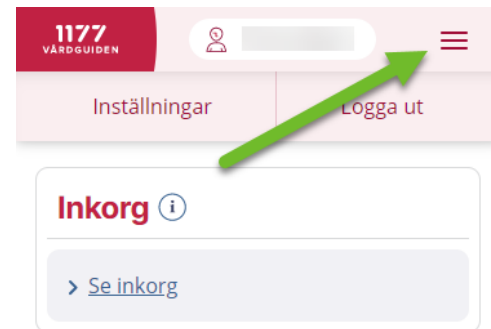 1177
VÅRDGUIDEN
Inställningar
Logga ut
Inkorg
Se inkorg